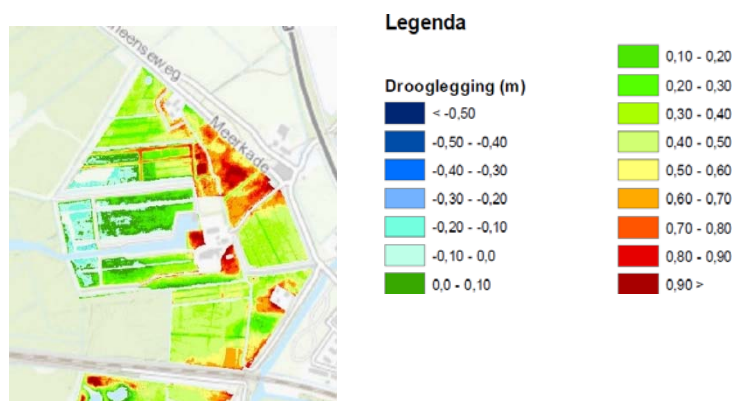 heenseweg
Meerkade
Legenda
Drooglegging (m)
< -0,50
-0,50 - -0,40
-0,40 - -0,30
-0,30 - -0,20
-0,20 - -0,10
-0,10 - 0,0
0,0 - 0,10
0,10 - 0,20
0,20 - 0,30
0,30 - 0,40
0,40 - 0,50
0,50 - 0,60
0,60 - 0,70
0,70 - 0,80
0,80 - 0,90
0,90 >